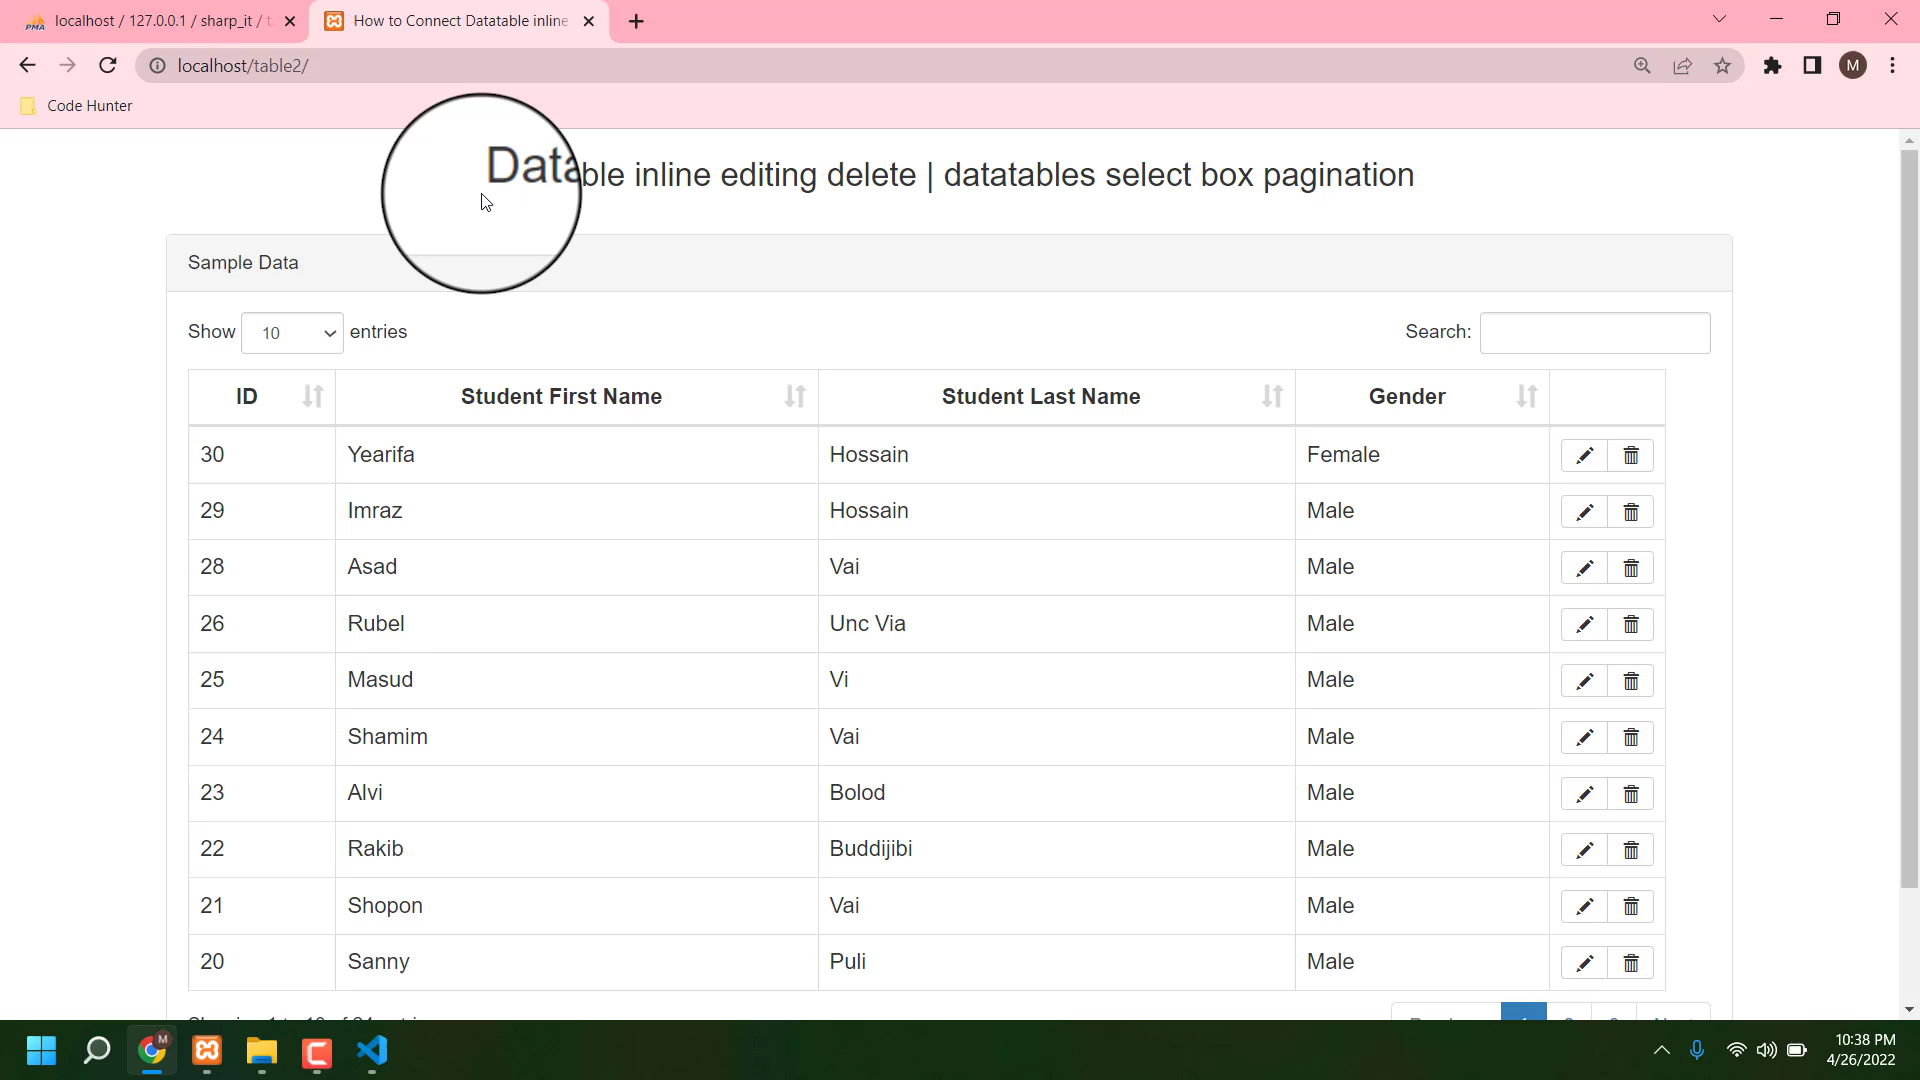 localhost / 127.0.0.1 / sharp_it / t
How to Connect Datatable inline
localhost/table2/
M
Code Hunter
Datatable inline editing delete | datatables select box pagination
Sample Data
Show 10 entries
Search:
ID Student First Name Student Last Name Gender
30 Yearifa Hossain Female
29 Imraz Hossain Male
28 Asad Vai Male
26 Rubel Unc Via Male
25 Masud Vi Male
24 Shamim Vai Male
23 Alvi Bolod Male
22 Rakib Buddijibi Male
21 Shopon Vai Male
20 Sanny Puli Male
10:38 PM
4/26/2022